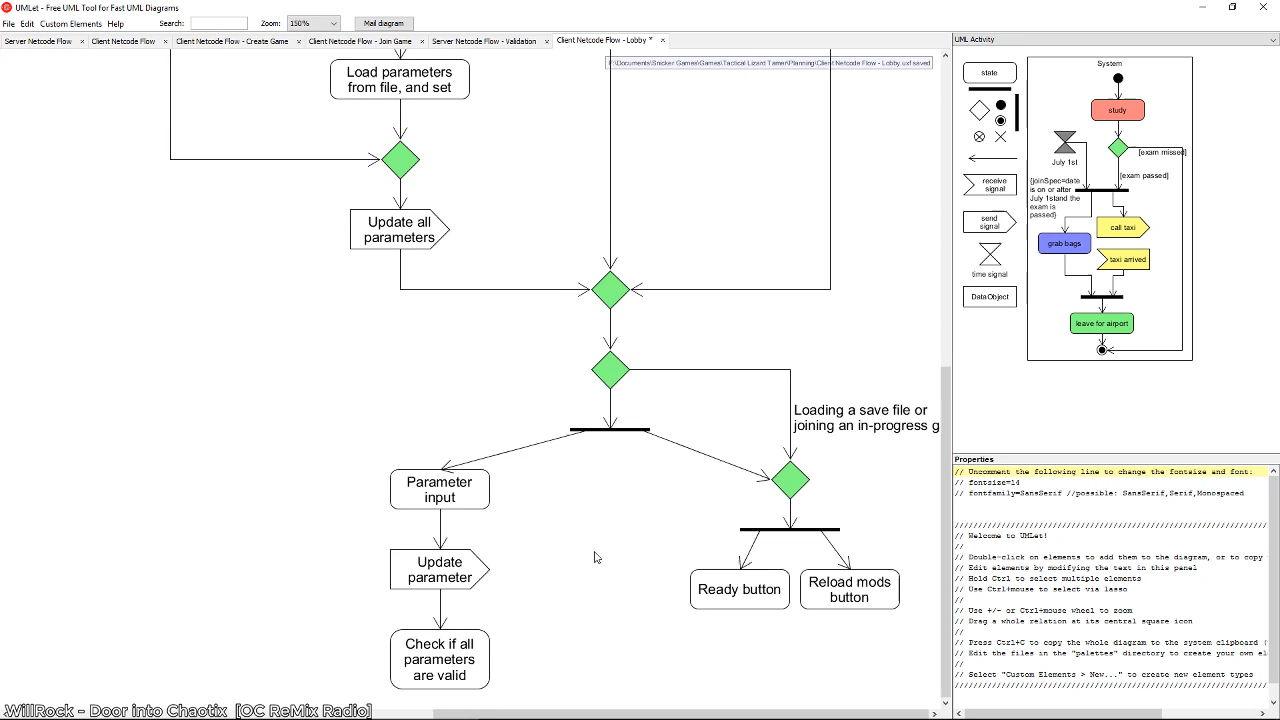 UMLet - Free UML Tool for Fast UML Diagrams
File Edit Custom Elements Help
Search:
Zoom:
150%
Mail diagram
Server Netcode Flow
Client Netcode Flow
Client Netcode Flow - Create Game
Client Netcode Flow - Join Game
Server Netcode Flow - Validation
Client Netcode Flow - Lobby *
UML Activity
F:\Documents\Snicker Games\Games\Tactical Lizard Tamer\Planning\Client Netcode Flow - Lobby.uxf saved
Load parameters
from file, and set
Update all
parameters
Loading a save file or
joining an in-progress g
Parameter
input
Update
parameter
Check if all
parameters
are valid
Ready button
Reload mods
button
state
receive
signal
send
signal
time signal
DataObject
System
study
[exam missed]
July 1st
[exam passed]
{joinSpec=date
is on or after
July 1stand the
exam is
passed}
call taxi
grab bags
taxi arrived
leave for airport
Properties
// Uncomment the following line to change the fontsize and font:
// fontsize=14
// fontfamily=SansSerif //possible: SansSerif,Serif,Monospaced
//////////////////////////////////////////////////////////////
// Welcome to UMLet!
//
// Double-click on elements to add them to the diagram, or to copy
// Edit elements by modifying the text in this panel
// Hold Ctrl to select multiple elements
// Use Ctrl+mouse to select via lasso
//
// Use +/- or Ctrl+mouse wheel to zoom
// Drag a whole relation at its central square icon
//
// Press Ctrl+C to copy the whole diagram to the system clipboard (
// Edit the files in the "palettes" directory to create your own el
//
// Select "Custom Elements > New..." to create new element types
//////////////////////////////////////////////////////////////
.WillRock - Door into Chaotix [OC ReMix Radio]